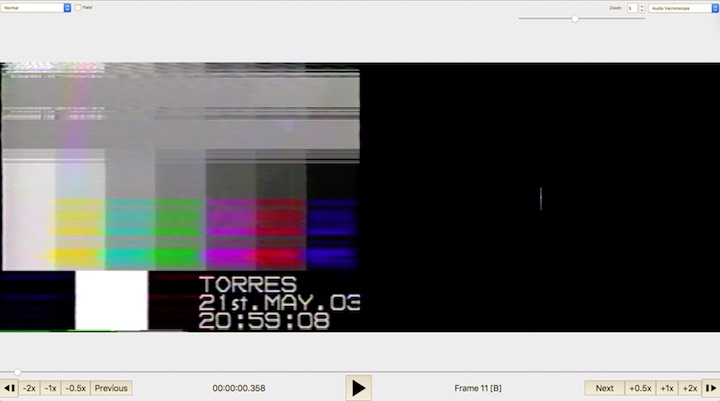 Normal
Field
Zoom:
5
Audio Vectorscope
TORRES
21st.MAY.03
20:59:08
-2x
-1x
-0.5x
Previous
00:00:00.358
Frame 11 [B]
Next
+0.5x
+1x
+2x